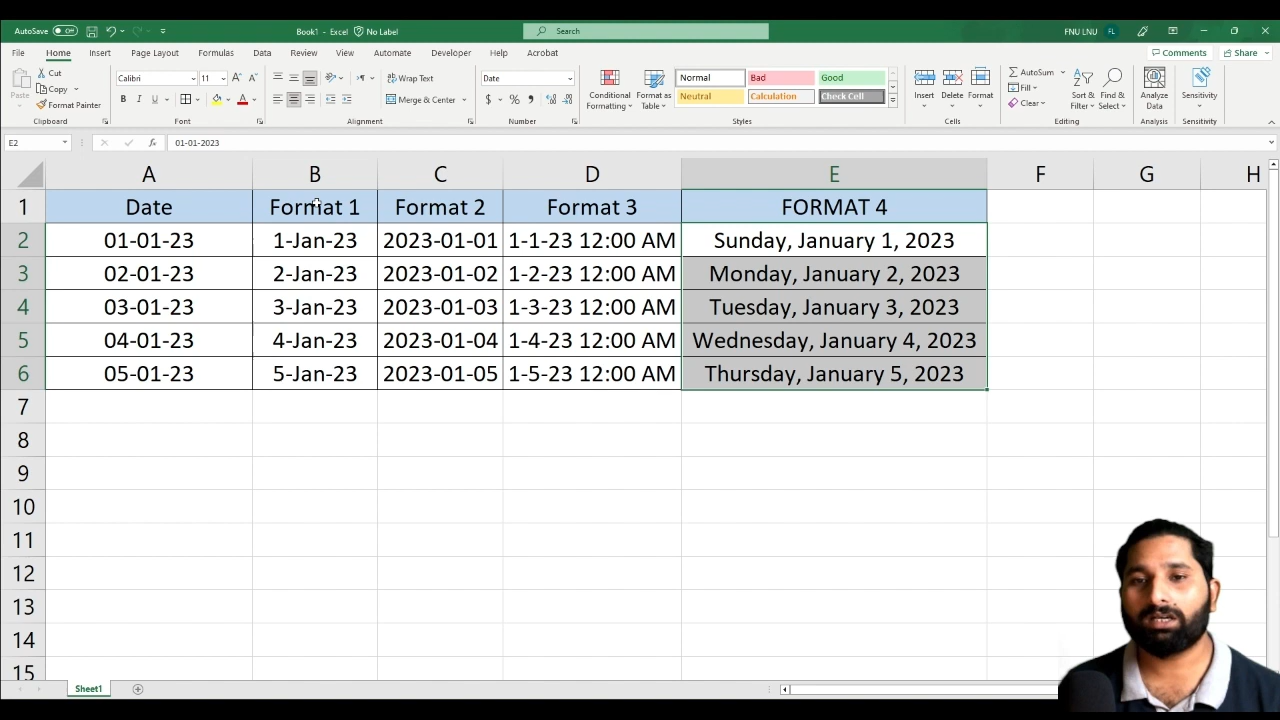 AutoSave Off Book1 - Excel No Label Search FNU LNU FL
File Home Insert Page Layout Formulas Data Review View Automate Developer Help Acrobat Comments Share
Paste Cut Copy Format Painter Clipboard
Calibri 11 B I U A Font
Wrap Text Merge & Center Alignment
Date $ % Number
Conditional Formatting Format as Table Normal Bad Good Neutral Calculation Check Cell Styles
Insert Delete Format Cells
AutoSum Fill Clear Sort & Filter Find & Select Editing
Analyze Data Analysis
Sensitivity Sensitivity
E2 fx 01-01-2023
A B C D E F G H
1 Date Format 1 Format 2 Format 3 FORMAT 4
2 01-01-23 1-Jan-23 2023-01-01 1-1-23 12:00 AM Sunday, January 1, 2023
3 02-01-23 2-Jan-23 2023-01-02 1-2-23 12:00 AM Monday, January 2, 2023
4 03-01-23 3-Jan-23 2023-01-03 1-3-23 12:00 AM Tuesday, January 3, 2023
5 04-01-23 4-Jan-23 2023-01-04 1-4-23 12:00 AM Wednesday, January 4, 2023
6 05-01-23 5-Jan-23 2023-01-05 1-5-23 12:00 AM Thursday, January 5, 2023
7
8
9
10
11
12
13
14
15
Sheet1